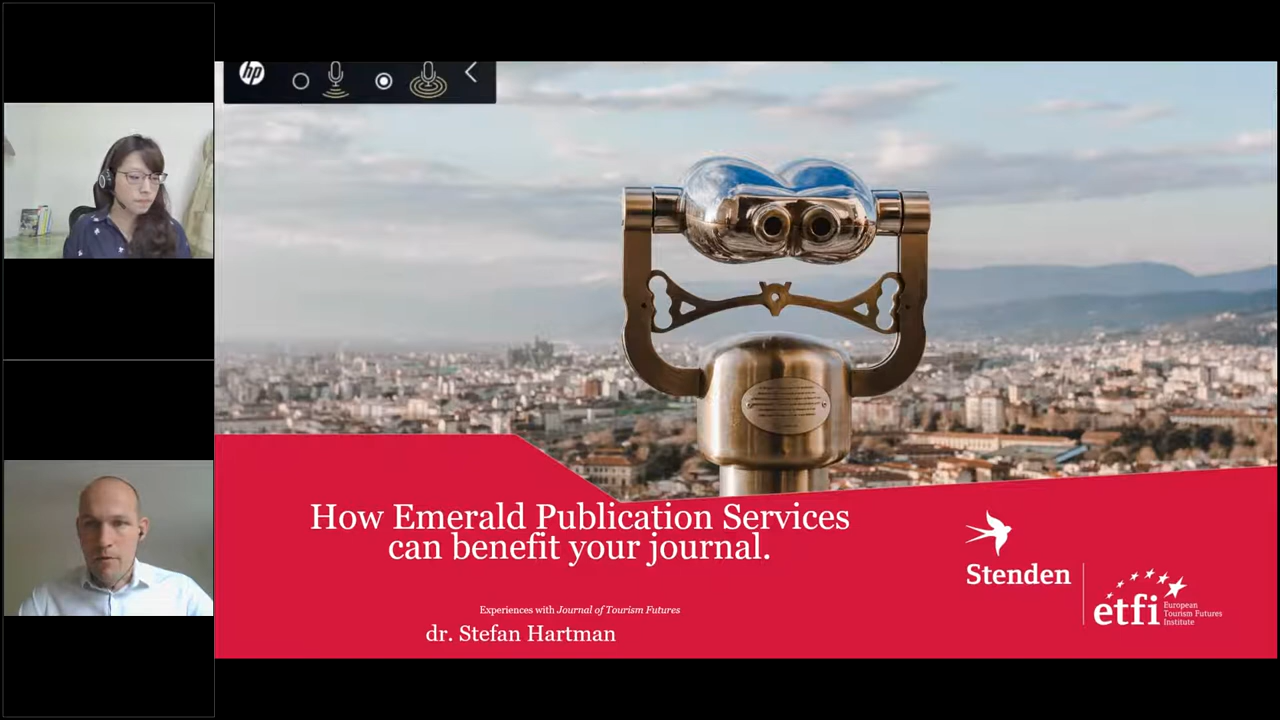 hp
How Emerald Publication Services
can benefit your journal.
Experiences with Journal of Tourism Futures
dr. Stefan Hartman
Stenden
etfi
European
Tourism Futures
Institute